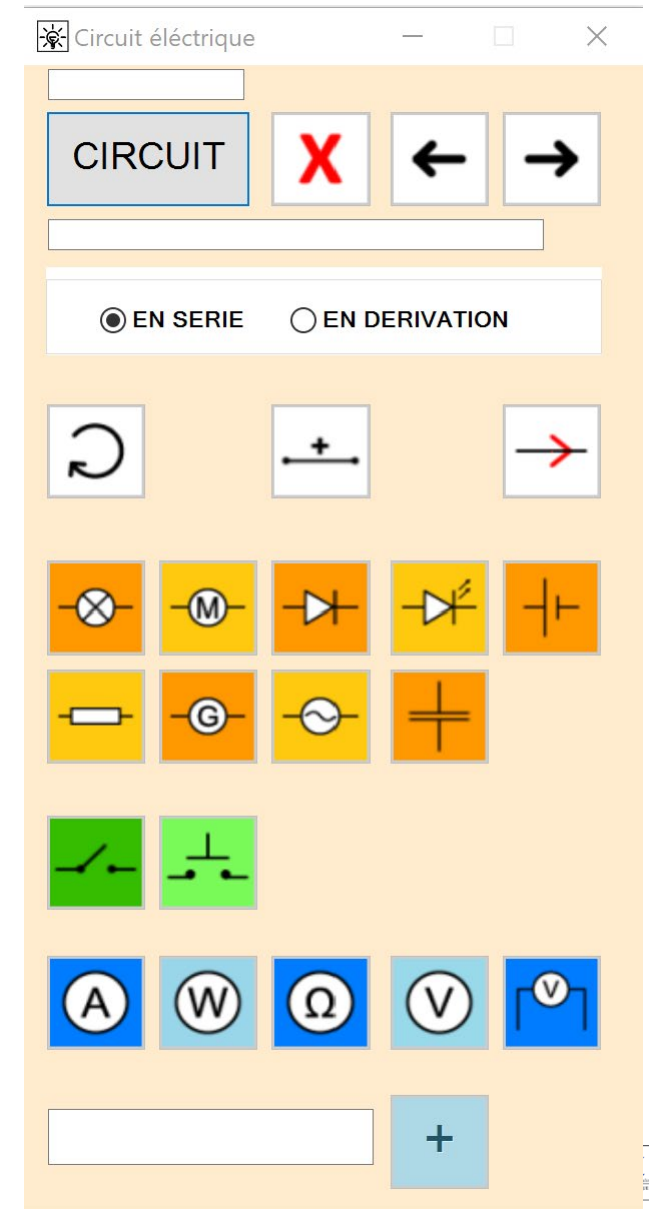 Circuit éléctrique
CIRCUIT X
EN SERIE EN DERIVATION
+
M
G
A W Ω V V
+